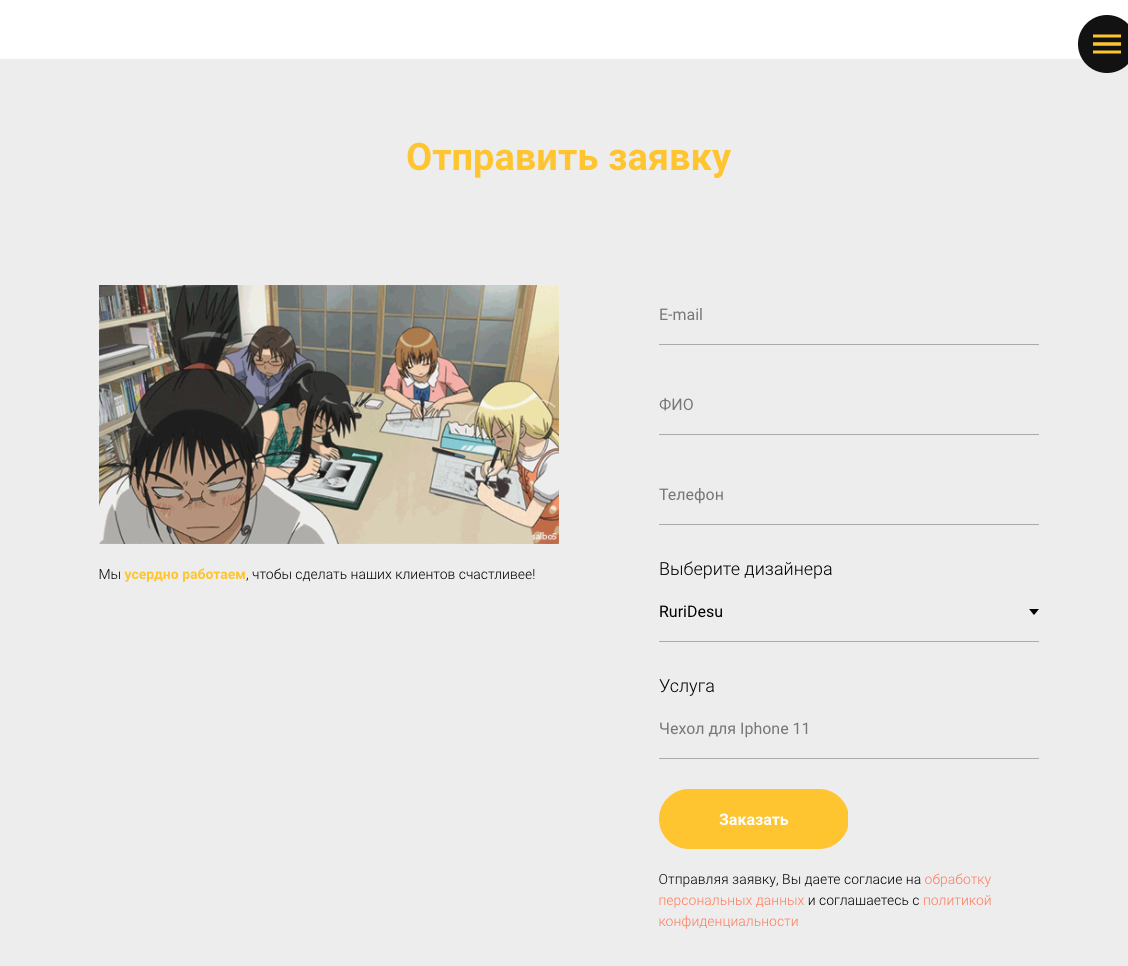 Отправить заявку
saibo5
Мы усердно работаем, чтобы сделать наших клиентов счастливее!
E-mail
ФИО
Телефон
Выберите дизайнера
RuriDesu
Услуга
Чехол для Iphone 11
Заказать
Отправляя заявку, Вы даете согласие на обработку
персональных данных и соглашаетесь с политикой
конфиденциальности